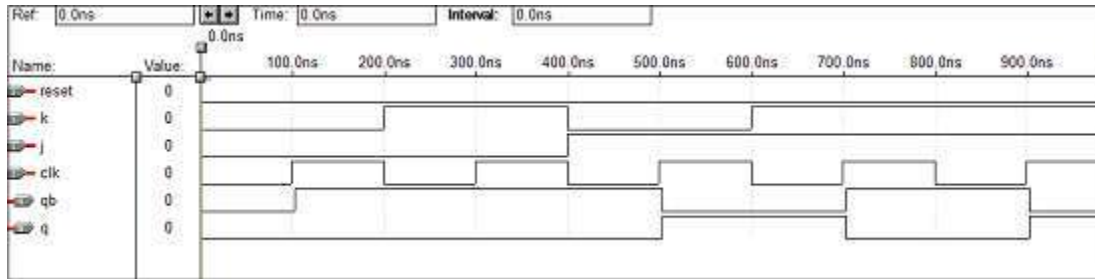 Ref: 0.0ns Time: 0.0ns Interval: 0.0ns
0.0ns
Name: Value: 100.0ns 200.0ns 300.0ns 400.0ns 500.0ns 600.0ns 700.0ns 800.0ns 900.0ns
reset 0
k 0
j 0
clk 0
qb 0
q 0